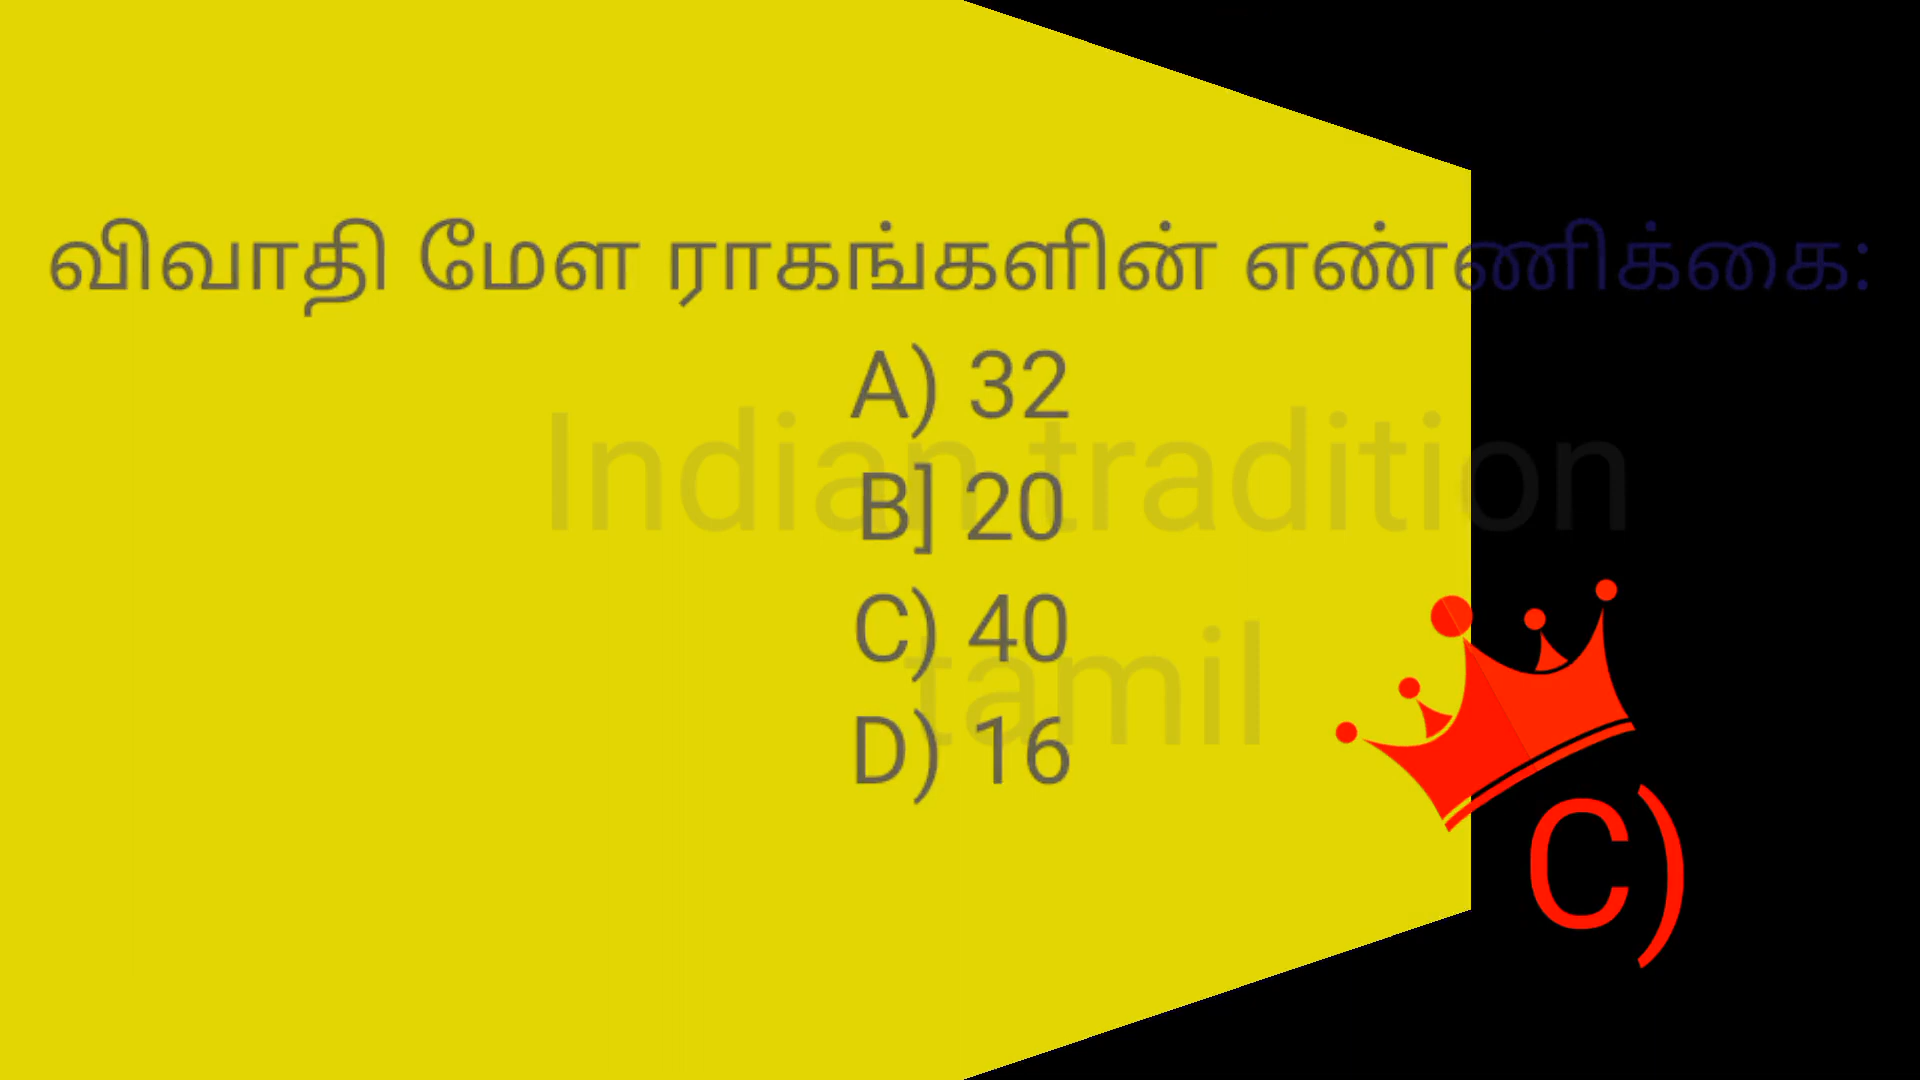 விவாதி மேள ராகங்களின் எண்ணிக்கை:
A) 32
B] 20
C) 40
D) 16
Indian tradition
tamil
C)